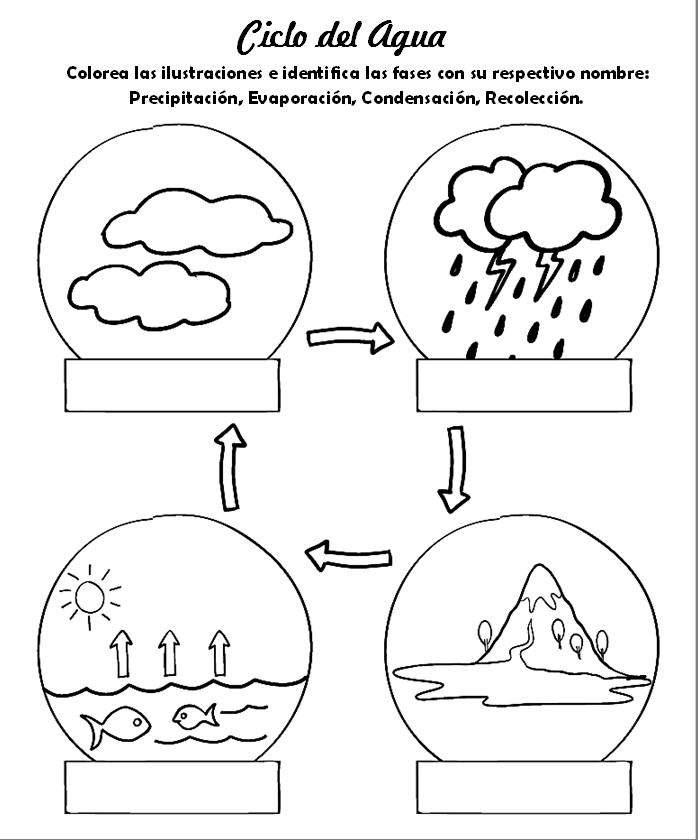 Ciclo del Agua
Colorea las ilustraciones e identifica las fases con su respectivo nombre:
Precipitación, Evaporación, Condensación, Recolección.